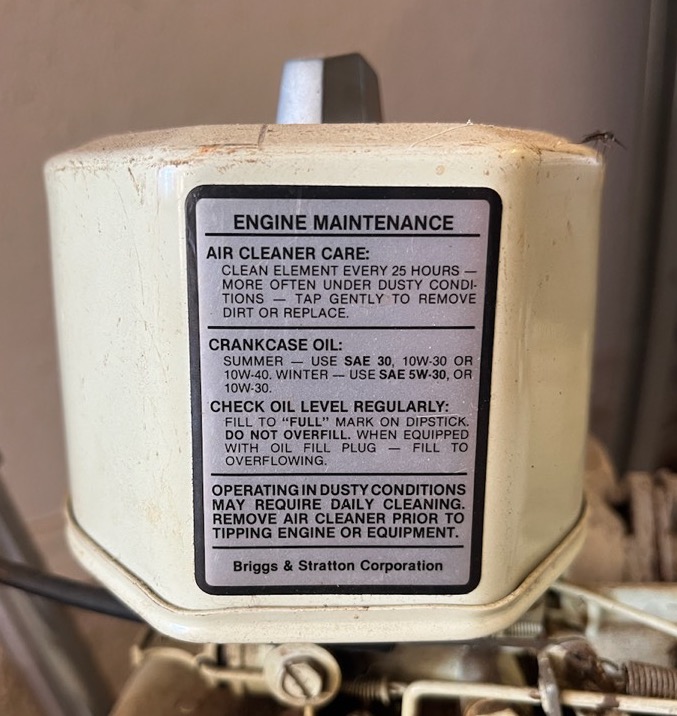 ENGINE MAINTENANCE
AIR CLEANER CARE:
CLEAN ELEMENT EVERY 25 HOURS —
MORE OFTEN UNDER DUSTY CONDI-
TIONS — TAP GENTLY TO REMOVE
DIRT OR REPLACE.
CRANKCASE OIL:
SUMMER — USE SAE 30, 10W-30 OR
10W-40. WINTER — USE SAE 5W-30, OR
10W-30.
CHECK OIL LEVEL REGULARLY:
FILL TO “FULL” MARK ON DIPSTICK.
DO NOT OVERFILL. WHEN EQUIPPED
WITH OIL FILL PLUG — FILL TO
OVERFLOWING.
OPERATING IN DUSTY CONDITIONS
MAY REQUIRE DAILY CLEANING.
REMOVE AIR CLEANER PRIOR TO
TIPPING ENGINE OR EQUIPMENT.
Briggs & Stratton Corporation